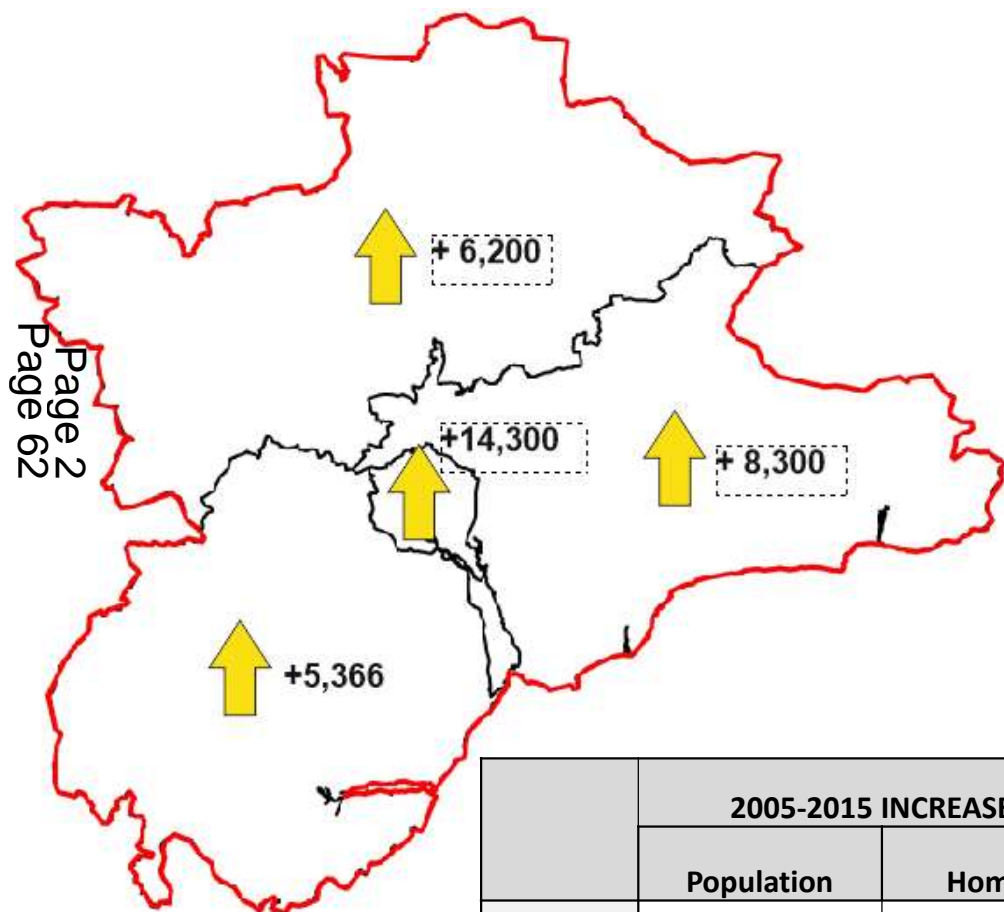 + 6,200
Page 2
Page 62
+14,300
+ 8,300
+5,366
2005-2015 INCREASE
Population
Hom